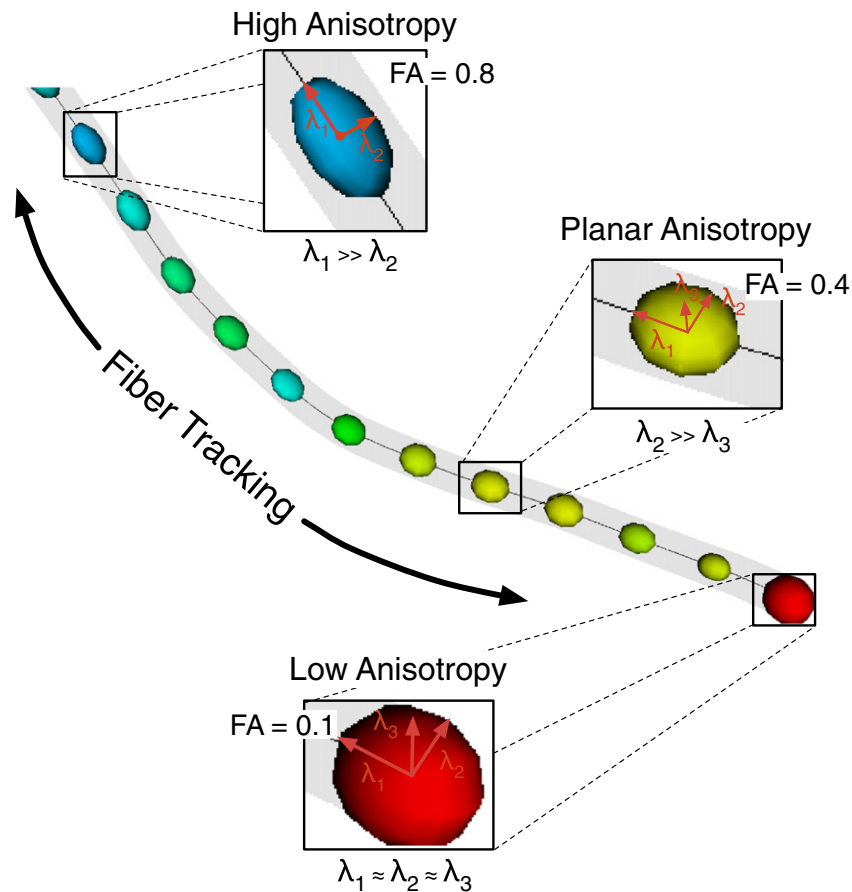 High Anisotropy
FA = 0.8
λ1
λ2
λ1 >> λ2
Planar Anisotropy
FA = 0.4
λ3
λ2
λ1
λ2 >> λ3
Fiber Tracking
Low Anisotropy
FA = 0.1
λ3
λ1
λ2
λ1 ≈ λ2 ≈ λ3